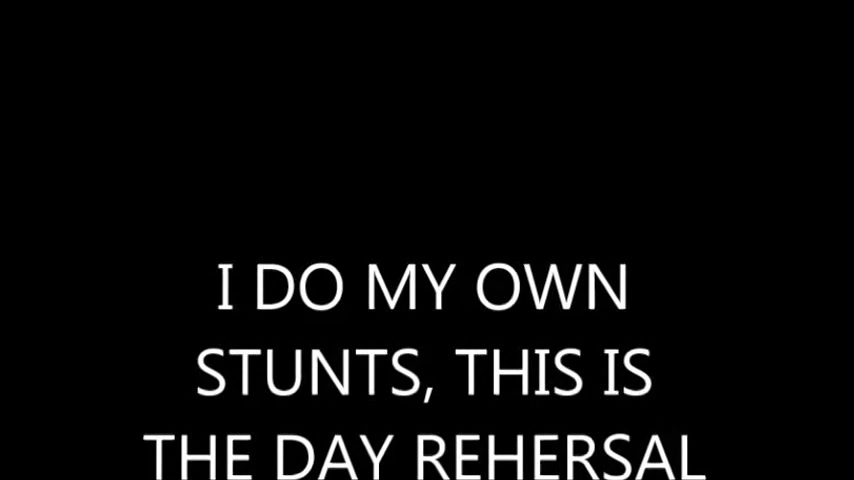 I DO MY OWN
STUNTS, THIS IS
THE DAY REHERSAL